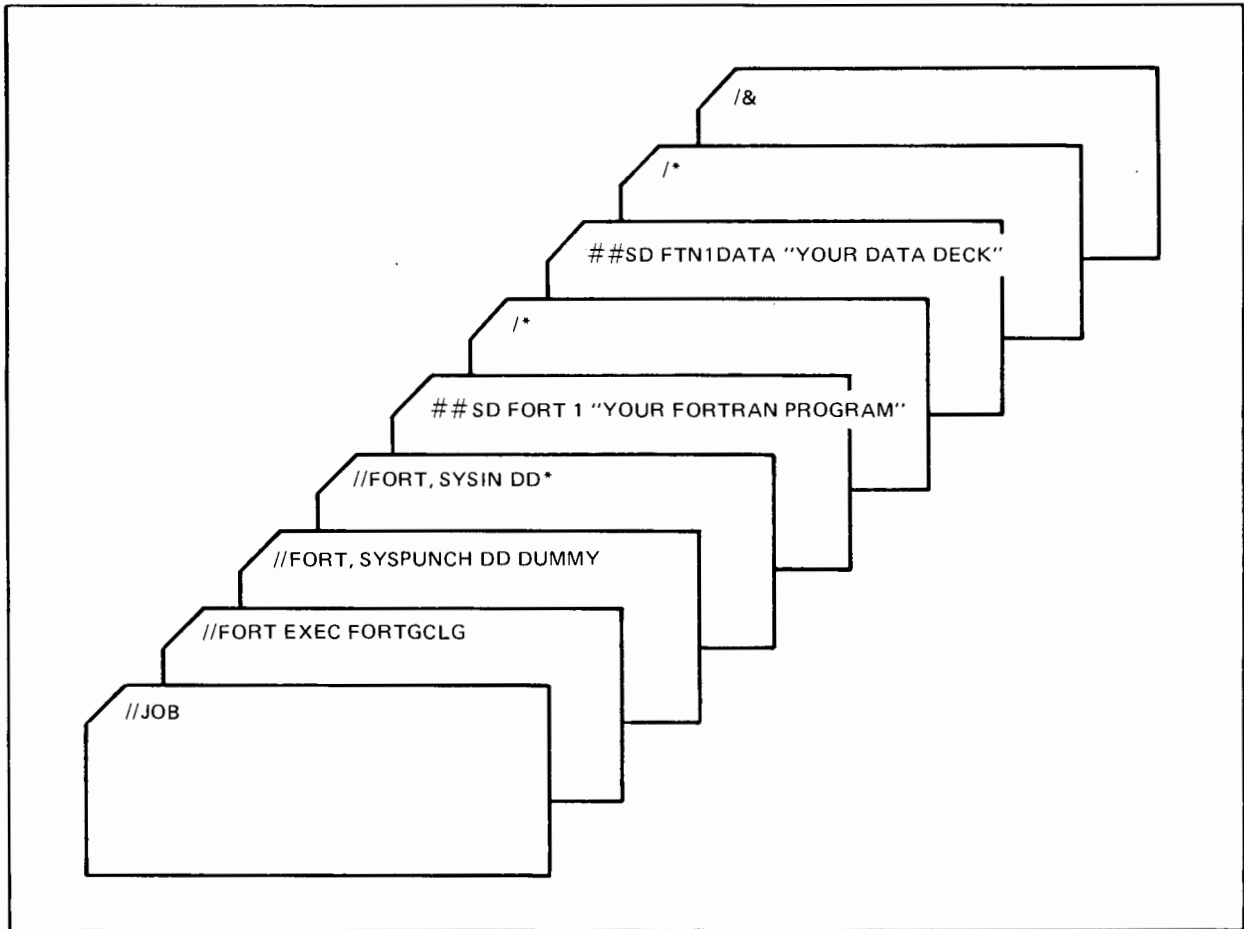 /&
/*
##SD FTN1DATA "YOUR DATA DECK"
/*
##SD FORT 1 "YOUR FORTRAN PROGRAM"
//FORT, SYSIN DD*
//FORT, SYSPUNCH DD DUMMY
//FORT EXEC FORTGCLG
//JOB